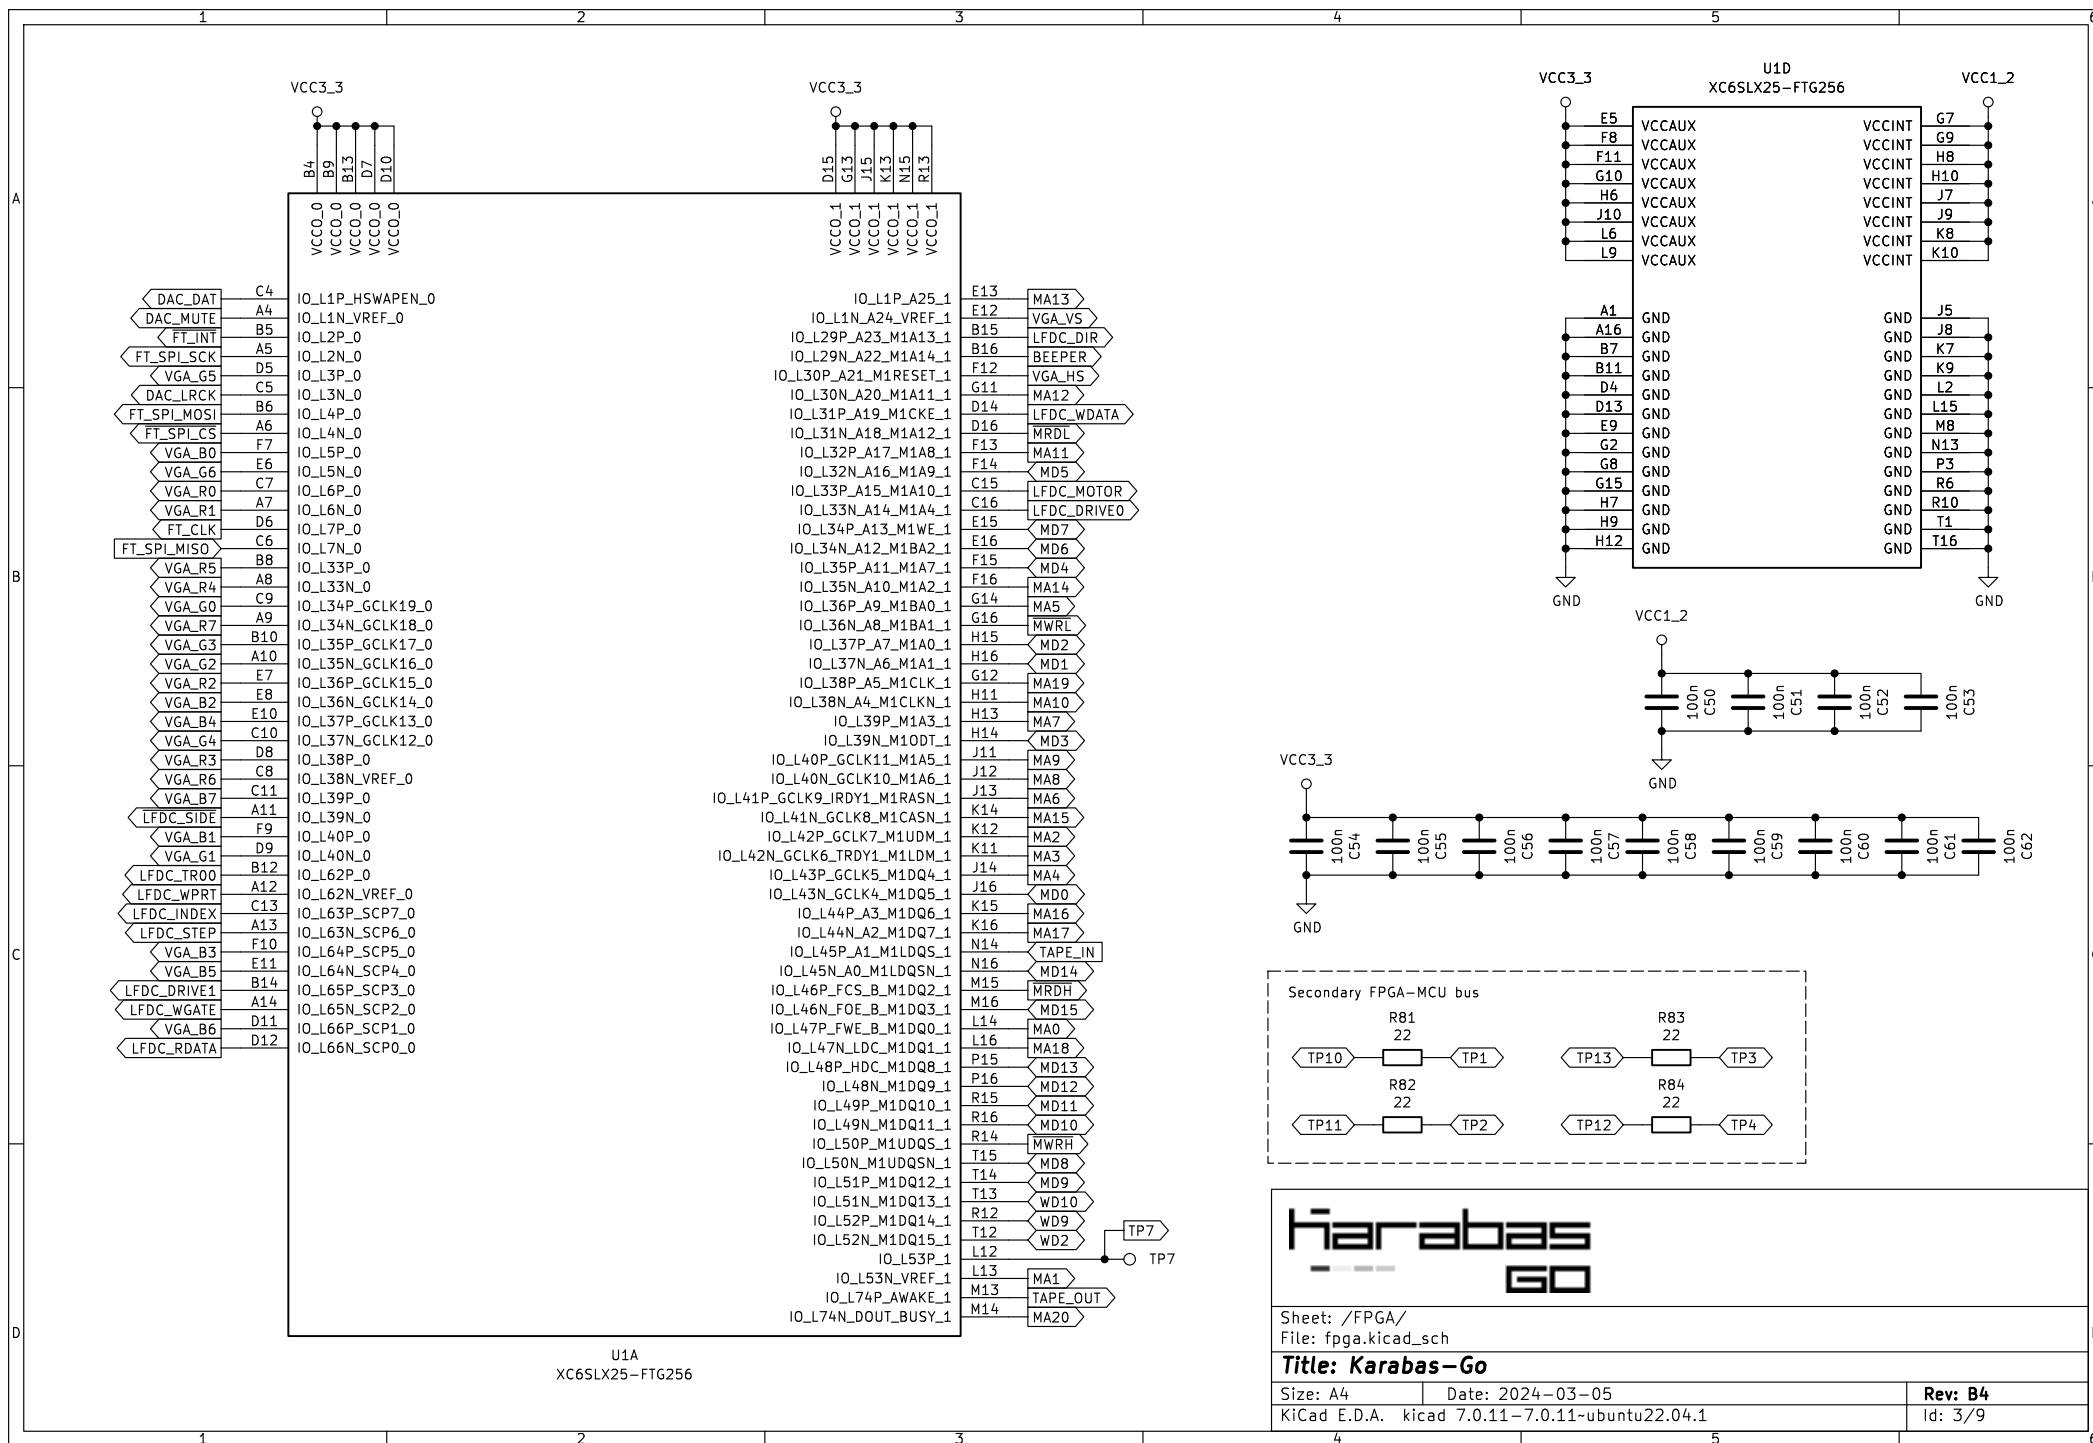 1 2 3 4 5 6
A
B
C
D
VCC3_3
B4 B9 B13 D7 D10
VCCO_0 VCCO_0 VCCO_0 VCCO_0 VCCO_0
VCC3_3
D15 G13 J15 K13 N15 R13
VCCO_1 VCCO_1 VCCO_1 VCCO_1 VCCO_1 VCCO_1
DAC_DAT C4 IO_L1P_HSWAPEN_0
DAC_MUTE A4 IO_L1N_VREF_0
FT_INT B5 IO_L2P_0
FT_SPI_SCK A5 IO_L2N_0
VGA_G5 D5 IO_L3P_0
DAC_LRCK C5 IO_L3N_0
FT_SPI_MOSI B6 IO_L4P_0
FT_SPI_CS A6 IO_L4N_0
VGA_B0 F7 IO_L5P_0
VGA_G6 E6 IO_L5N_0
VGA_R0 C7 IO_L6P_0
VGA_R1 A7 IO_L6N_0
FT_CLK D6 IO_L7P_0
FT_SPI_MISO C6 IO_L7N_0
VGA_R5 B8 IO_L33P_0
VGA_R4 A8 IO_L33N_0
VGA_G0 C9 IO_L34P_GCLK19_0
VGA_R7 A9 IO_L34N_GCLK18_0
VGA_G3 B10 IO_L35P_GCLK17_0
VGA_G2 A10 IO_L35N_GCLK16_0
VGA_R2 E7 IO_L36P_GCLK15_0
VGA_B2 E8 IO_L36N_GCLK14_0
VGA_B4 E10 IO_L37P_GCLK13_0
VGA_G4 C10 IO_L37N_GCLK12_0
VGA_R3 D8 IO_L38P_0
VGA_R6 C8 IO_L38N_VREF_0
VGA_B7 C11 IO_L39P_0
LFDC_SIDE A11 IO_L39N_0
VGA_B1 F9 IO_L40P_0
VGA_G1 D9 IO_L40N_0
LFDC_TR00 B12 IO_L62P_0
LFDC_WPRT A12 IO_L62N_VREF_0
LFDC_INDEX C13 IO_L63P_SCP7_0
LFDC_STEP A13 IO_L63N_SCP6_0
VGA_B3 F10 IO_L64P_SCP5_0
VGA_B5 E11 IO_L64N_SCP4_0
LFDC_DRIVE1 B14 IO_L65P_SCP3_0
LFDC_WGATE A14 IO_L65N_SCP2_0
VGA_B6 D11 IO_L66P_SCP1_0
LFDC_RDATA D12 IO_L66N_SCP0_0
IO_L1P_A25_1 E13 MA13
IO_L1N_A24_VREF_1 E12 VGA_VS
IO_L29P_A23_M1A13_1 B15 LFDC_DIR
IO_L29N_A22_M1A14_1 B16 BEEPER
IO_L30P_A21_M1RESET_1 F12 VGA_HS
IO_L30N_A20_M1A11_1 G11 MA12
IO_L31P_A19_M1CKE_1 D14 LFDC_WDATA
IO_L31N_A18_M1A12_1 D16 MRDL
IO_L32P_A17_M1A8_1 F13 MA11
IO_L32N_A16_M1A9_1 F14 MD5
IO_L33P_A15_M1A10_1 C15 LFDC_MOTOR
IO_L33N_A14_M1A4_1 C16 LFDC_DRIVE0
IO_L34P_A13_M1WE_1 E15 MD7
IO_L34N_A12_M1BA2_1 E16 MD6
IO_L35P_A11_M1A7_1 F15 MD4
IO_L35N_A10_M1A2_1 F16 MA14
IO_L36P_A9_M1BA0_1 G14 MA5
IO_L36N_A8_M1BA1_1 G16 MWRL
IO_L37P_A7_M1A0_1 H15 MD2
IO_L37N_A6_M1A1_1 H16 MD1
IO_L38P_A5_M1CLK_1 G12 MA19
IO_L38N_A4_M1CLKN_1 H11 MA10
IO_L39P_M1A3_1 H13 MA7
IO_L39N_M1ODT_1 H14 MD3
IO_L40P_GCLK11_M1A5_1 J11 MA9
IO_L40N_GCLK10_M1A6_1 J12 MA8
IO_L41P_GCLK9_IRDY1_M1RASN_1 J13 MA6
IO_L41N_GCLK8_M1CASN_1 K14 MA15
IO_L42P_GCLK7_M1UDM_1 K12 MA2
IO_L42N_GCLK6_TRDY1_M1LDM_1 K11 MA3
IO_L43P_GCLK5_M1DQ4_1 J14 MA4
IO_L43N_GCLK4_M1DQ5_1 J16 MD0
IO_L44P_A3_M1DQ6_1 K15 MA16
IO_L44N_A2_M1DQ7_1 K16 MA17
IO_L45P_A1_M1LDQS_1 N14 TAPE_IN
IO_L45N_A0_M1LDQSN_1 N16 MD14
IO_L46P_FCS_B_M1DQ2_1 M15 MRDH
IO_L46N_FOE_B_M1DQ3_1 M16 MD15
IO_L47P_FWE_B_M1DQ0_1 L14 MA0
IO_L47N_LDC_M1DQ1_1 L16 MA18
IO_L48P_HDC_M1DQ8_1 P15 MD13
IO_L48N_M1DQ9_1 P16 MD12
IO_L49P_M1DQ10_1 R15 MD11
IO_L49N_M1DQ11_1 R16 MD10
IO_L50P_M1UDQS_1 R14 MWRH
IO_L50N_M1UDQSN_1 T15 MD8
IO_L51P_M1DQ12_1 T14 MD9
IO_L51N_M1DQ13_1 T13 WD10
IO_L52P_M1DQ14_1 R12 WD9
IO_L52N_M1DQ15_1 T12 WD2
IO_L53P_1 L12 TP7 TP7
IO_L53N_VREF_1 L13 MA1
IO_L74P_AWAKE_1 M13 TAPE_OUT
IO_L74N_DOUT_BUSY_1 M14 MA20
U1A
XC6SLX25-FTG256
U1D
XC6SLX25-FTG256
VCC3_3 VCC1_2
E5 VCCAUX VCCINT G7
F8 VCCAUX VCCINT G9
F11 VCCAUX VCCINT H8
G10 VCCAUX VCCINT H10
H6 VCCAUX VCCINT J7
J10 VCCAUX VCCINT J9
L6 VCCAUX VCCINT K8
L9 VCCAUX VCCINT K10
A1 GND GND J5
A16 GND GND J8
B7 GND GND K7
B11 GND GND K9
D4 GND GND L2
D13 GND GND L15
E9 GND GND M8
G2 GND GND N13
G8 GND GND P3
G15 GND GND R6
H7 GND GND R10
H9 GND GND T1
H12 GND GND T16
GND GND
VCC1_2
100n C50 100n C51 100n C52 100n C53
GND
VCC3_3
100n C54 100n C55 100n C56 100n C57 100n C58 100n C59 100n C60 100n C61 100n C62
GND
Secondary FPGA-MCU bus
R81 R83
22 22
TP10 TP1 TP13 TP3
R82 R84
22 22
TP11 TP2 TP12 TP4
Karabas
GO
Sheet: /FPGA/
File: fpga.kicad_sch
Title: Karabas-Go
Size: A4 Date: 2024-03-05 Rev: B4
KiCad E.D.A. kicad 7.0.11-7.0.11~ubuntu22.04.1 Id: 3/9
1 2 3 4 5 6